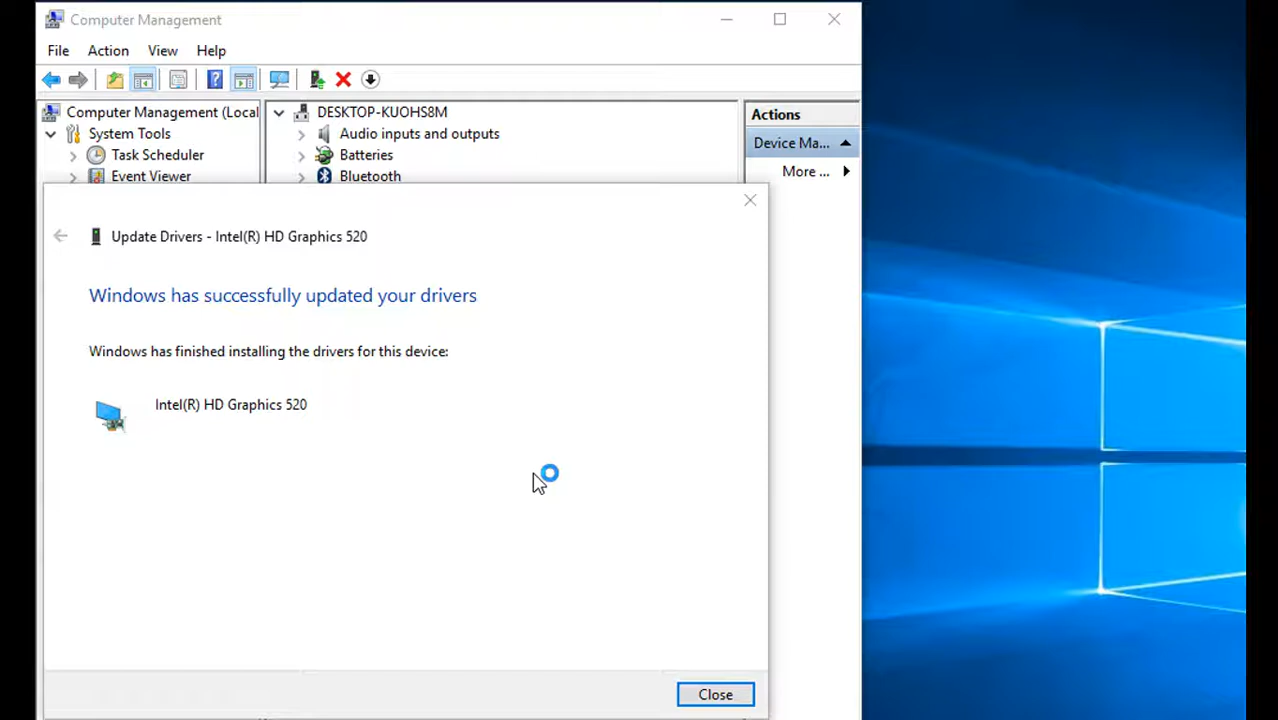 Computer Management
File Action View Help
Computer Management (Local
System Tools
Task Scheduler
Event Viewer
DESKTOP-KUOHS8M
Audio inputs and outputs
Batteries
Bluetooth
Actions
Device Ma...
More ...
Update Drivers - Intel(R) HD Graphics 520
Windows has successfully updated your drivers
Windows has finished installing the drivers for this device:
Intel(R) HD Graphics 520
Close